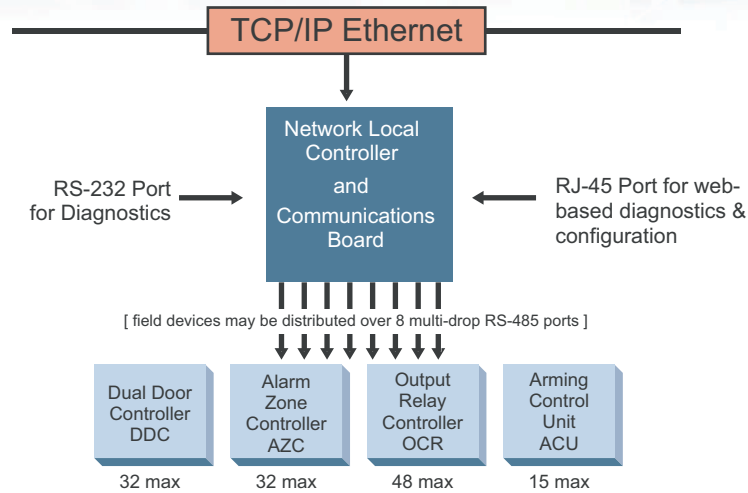 TCP/IP Ethernet
Network Local
Controller
and
Communications
Board
RS-232 Port
for Diagnostics
RJ-45 Port for web-
based diagnostics &
configuration
[ field devices may be distributed over 8 multi-drop RS-485 ports ]
Dual Door
Controller
DDC
Alarm
Zone
Controller
AZC
Output
Relay
Controller
OCR
Arming
Control
Unit
ACU
32 max
32 max
48 max
15 max